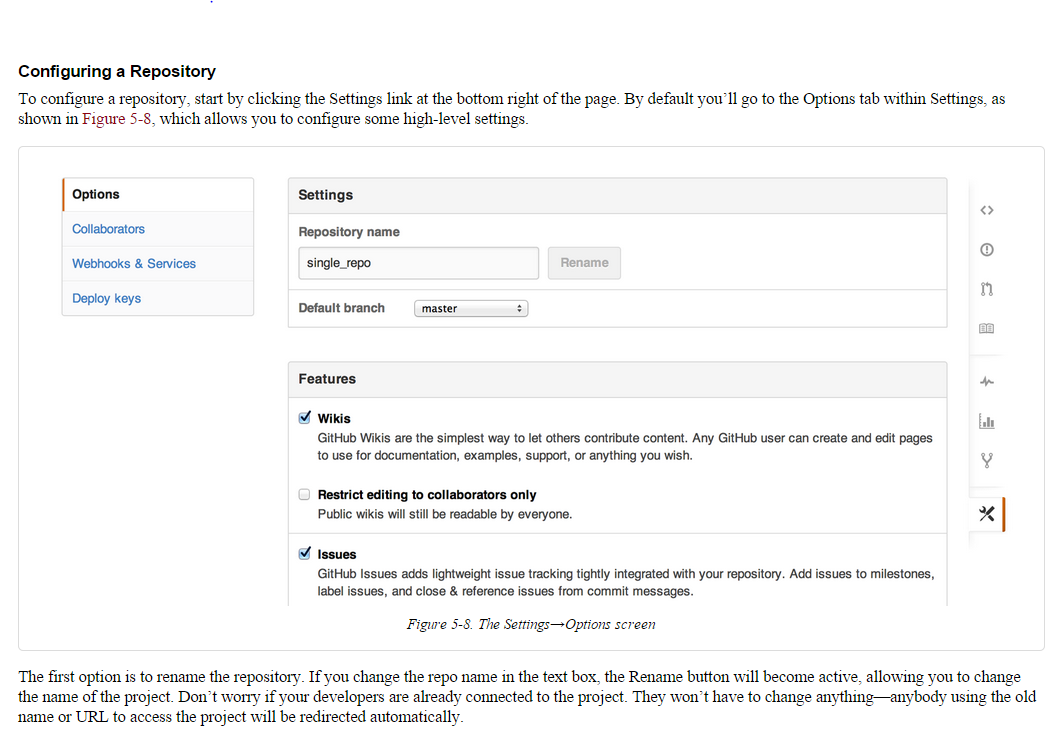 Configuring a Repository
To configure a repository, start by clicking the Settings link at the bottom right of the page. By default you’ll go to the Options tab within Settings, as
shown in Figure 5-8, which allows you to configure some high-level settings.
Options
Collaborators
Webhooks & Services
Deploy keys
Settings
Repository name
single_repo
Rename
Default branch
master
Features
Wikis
GitHub Wikis are the simplest way to let others contribute content. Any GitHub user can create and edit pages
to use for documentation, examples, support, or anything you wish.
Restrict editing to collaborators only
Public wikis will still be readable by everyone.
Issues
GitHub Issues adds lightweight issue tracking tightly integrated with your repository. Add issues to milestones,
label issues, and close & reference issues from commit messages.
Figure 5-8. The Settings→Options screen
The first option is to rename the repository. If you change the repo name in the text box, the Rename button will become active, allowing you to change
the name of the project. Don’t worry if your developers are already connected to the project. They won’t have to change anything—anybody using the old
name or URL to access the project will be redirected automatically.